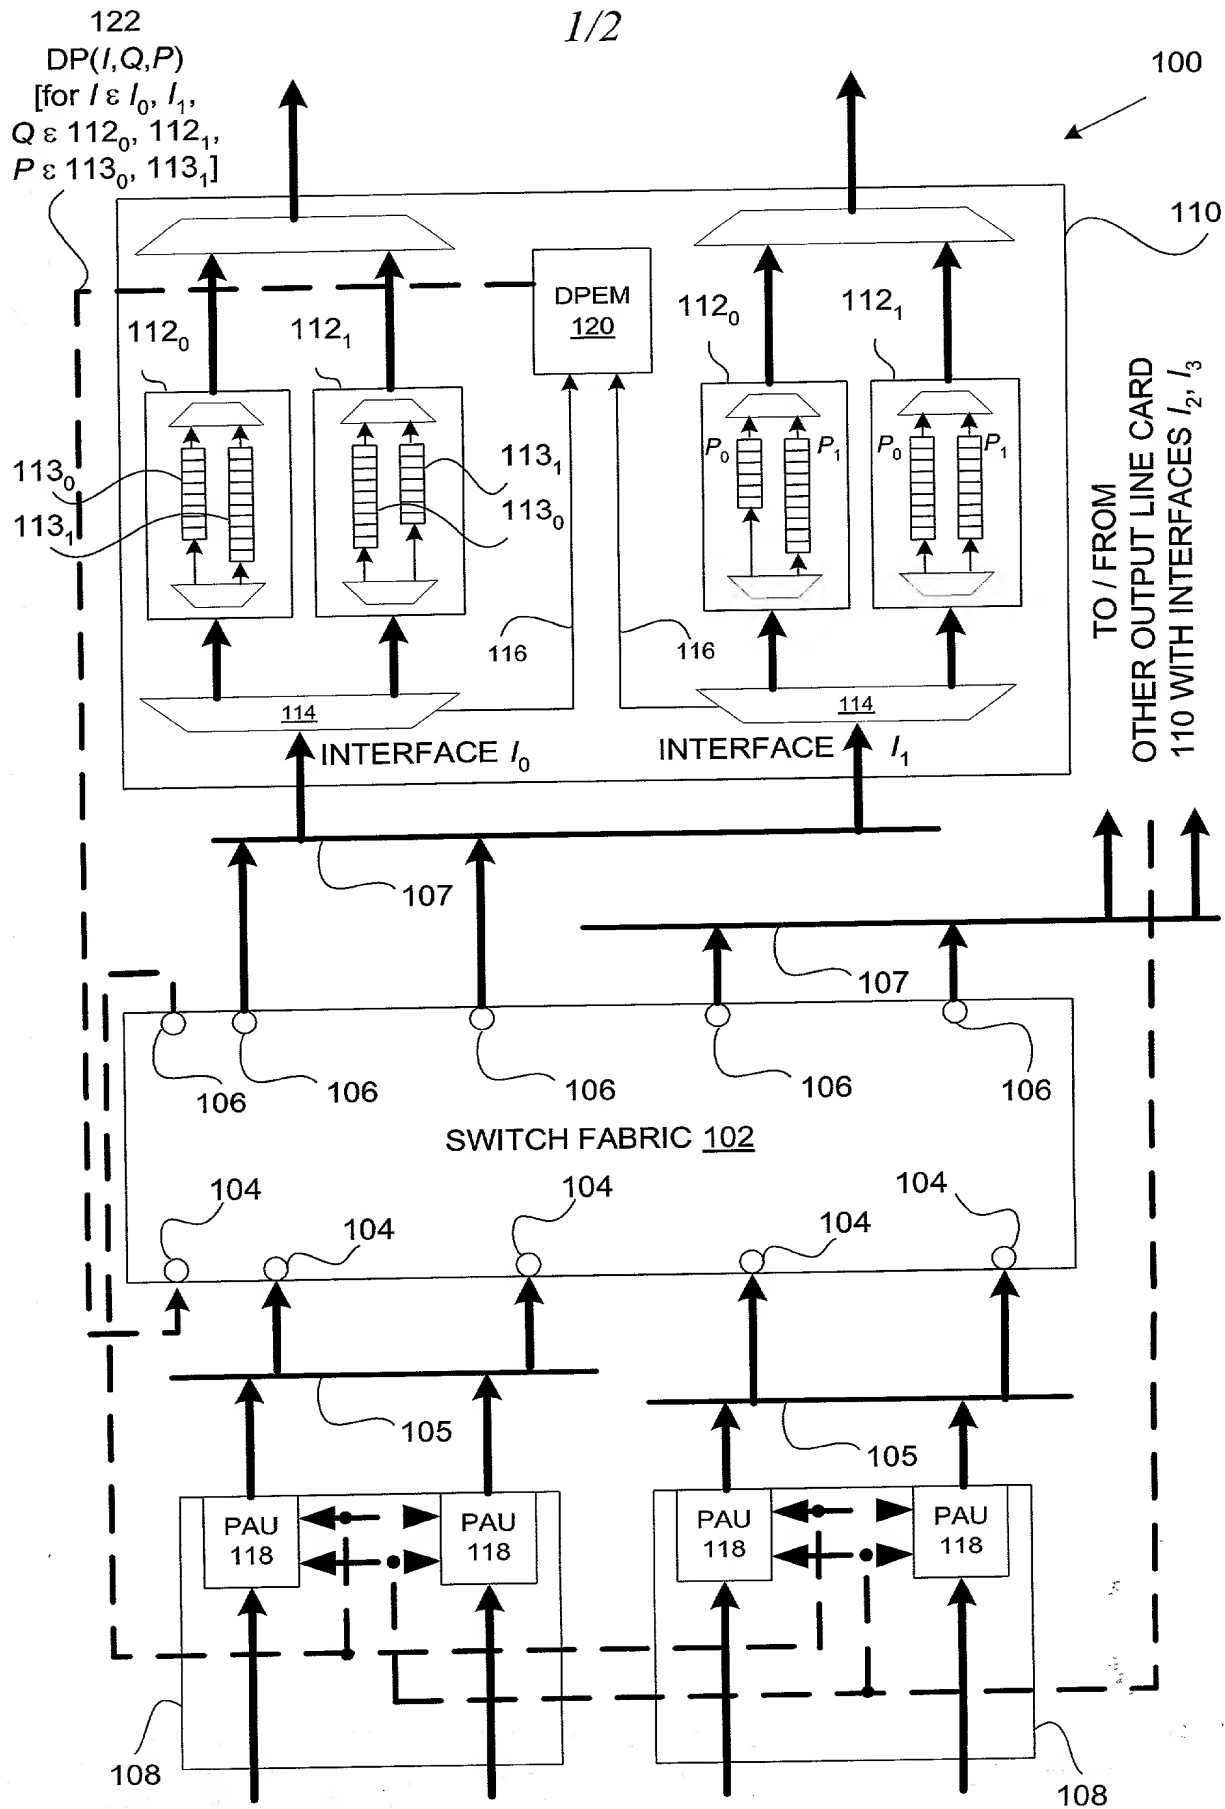 1/2
122
DP(I,Q,P)
[for I ε I0, I1,
Q ε 1120, 1121,
P ε 1130, 1131]
100
110
DPEM
120
1120
1121
1120
1121
1130
1131
1131
1130
P0
P1
P0
P1
116
116
114
114
INTERFACE I0
INTERFACE I1
TO / FROM
OTHER OUTPUT LINE CARD
110 WITH INTERFACES I2, I3
107
107
106
106
106
106
106
SWITCH FABRIC 102
104
104
104
104
104
105
105
PAU
118
PAU
118
PAU
118
PAU
118
108
108